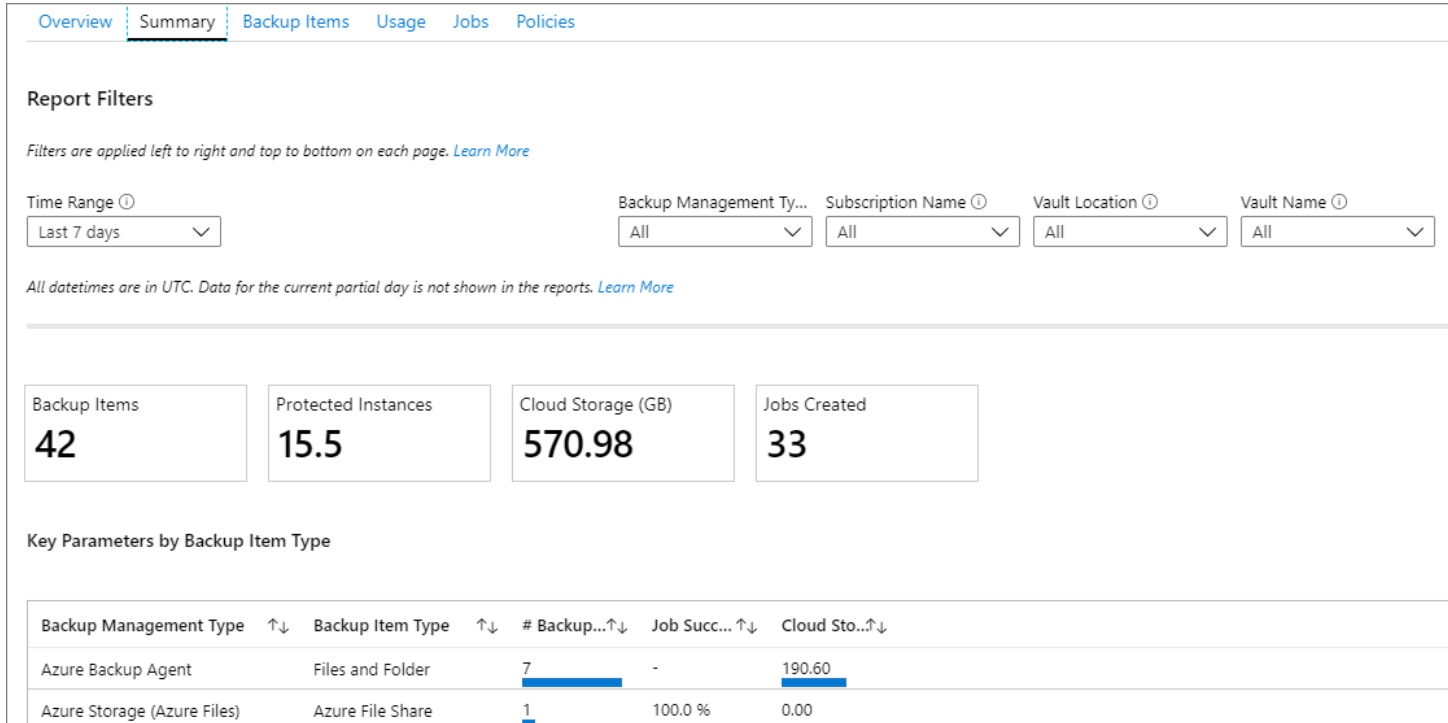 Overview Summary Backup Items Usage Jobs Policies
Report Filters
Filters are applied left to right and top to bottom on each page. Learn More
Time Range Backup Management Ty... Subscription Name Vault Location Vault Name
Last 7 days All All All All
All datetimes are in UTC. Data for the current partial day is not shown in the reports. Learn More
Backup Items Protected Instances Cloud Storage (GB) Jobs Created
42 15.5 570.98 33
Key Parameters by Backup Item Type
Backup Management Type ↑↓ Backup Item Type ↑↓ # Backup...↑↓ Job Succ... ↑↓ Cloud Sto...↑↓
Azure Backup Agent Files and Folder 7 - 190.60
Azure Storage (Azure Files) Azure File Share 1 100.0 % 0.00